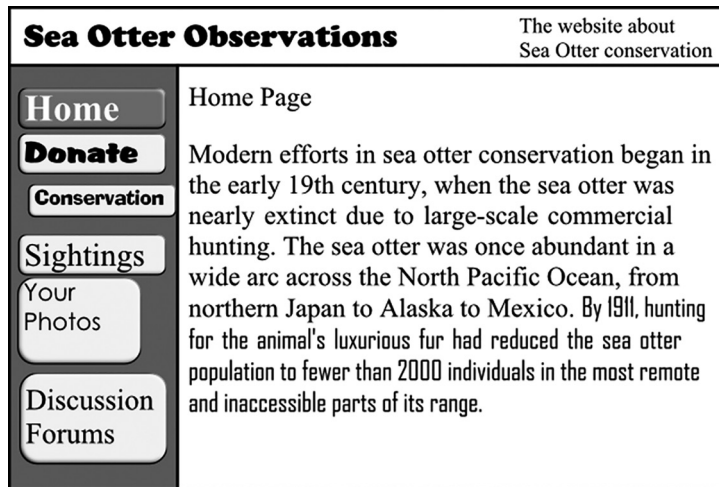 Sea Otter Observations
The website about
Sea Otter conservation
Home
Donate
Conservation
Sightings
Your
Photos
Discussion
Forums
Home Page
Modern efforts in sea otter conservation began in
the early 19th century, when the sea otter was
nearly extinct due to large-scale commercial
hunting. The sea otter was once abundant in a
wide arc across the North Pacific Ocean, from
northern Japan to Alaska to Mexico. By 1911, hunting
for the animal's luxurious fur had reduced the sea otter
population to fewer than 2000 individuals in the most remote
and inaccessible parts of its range.